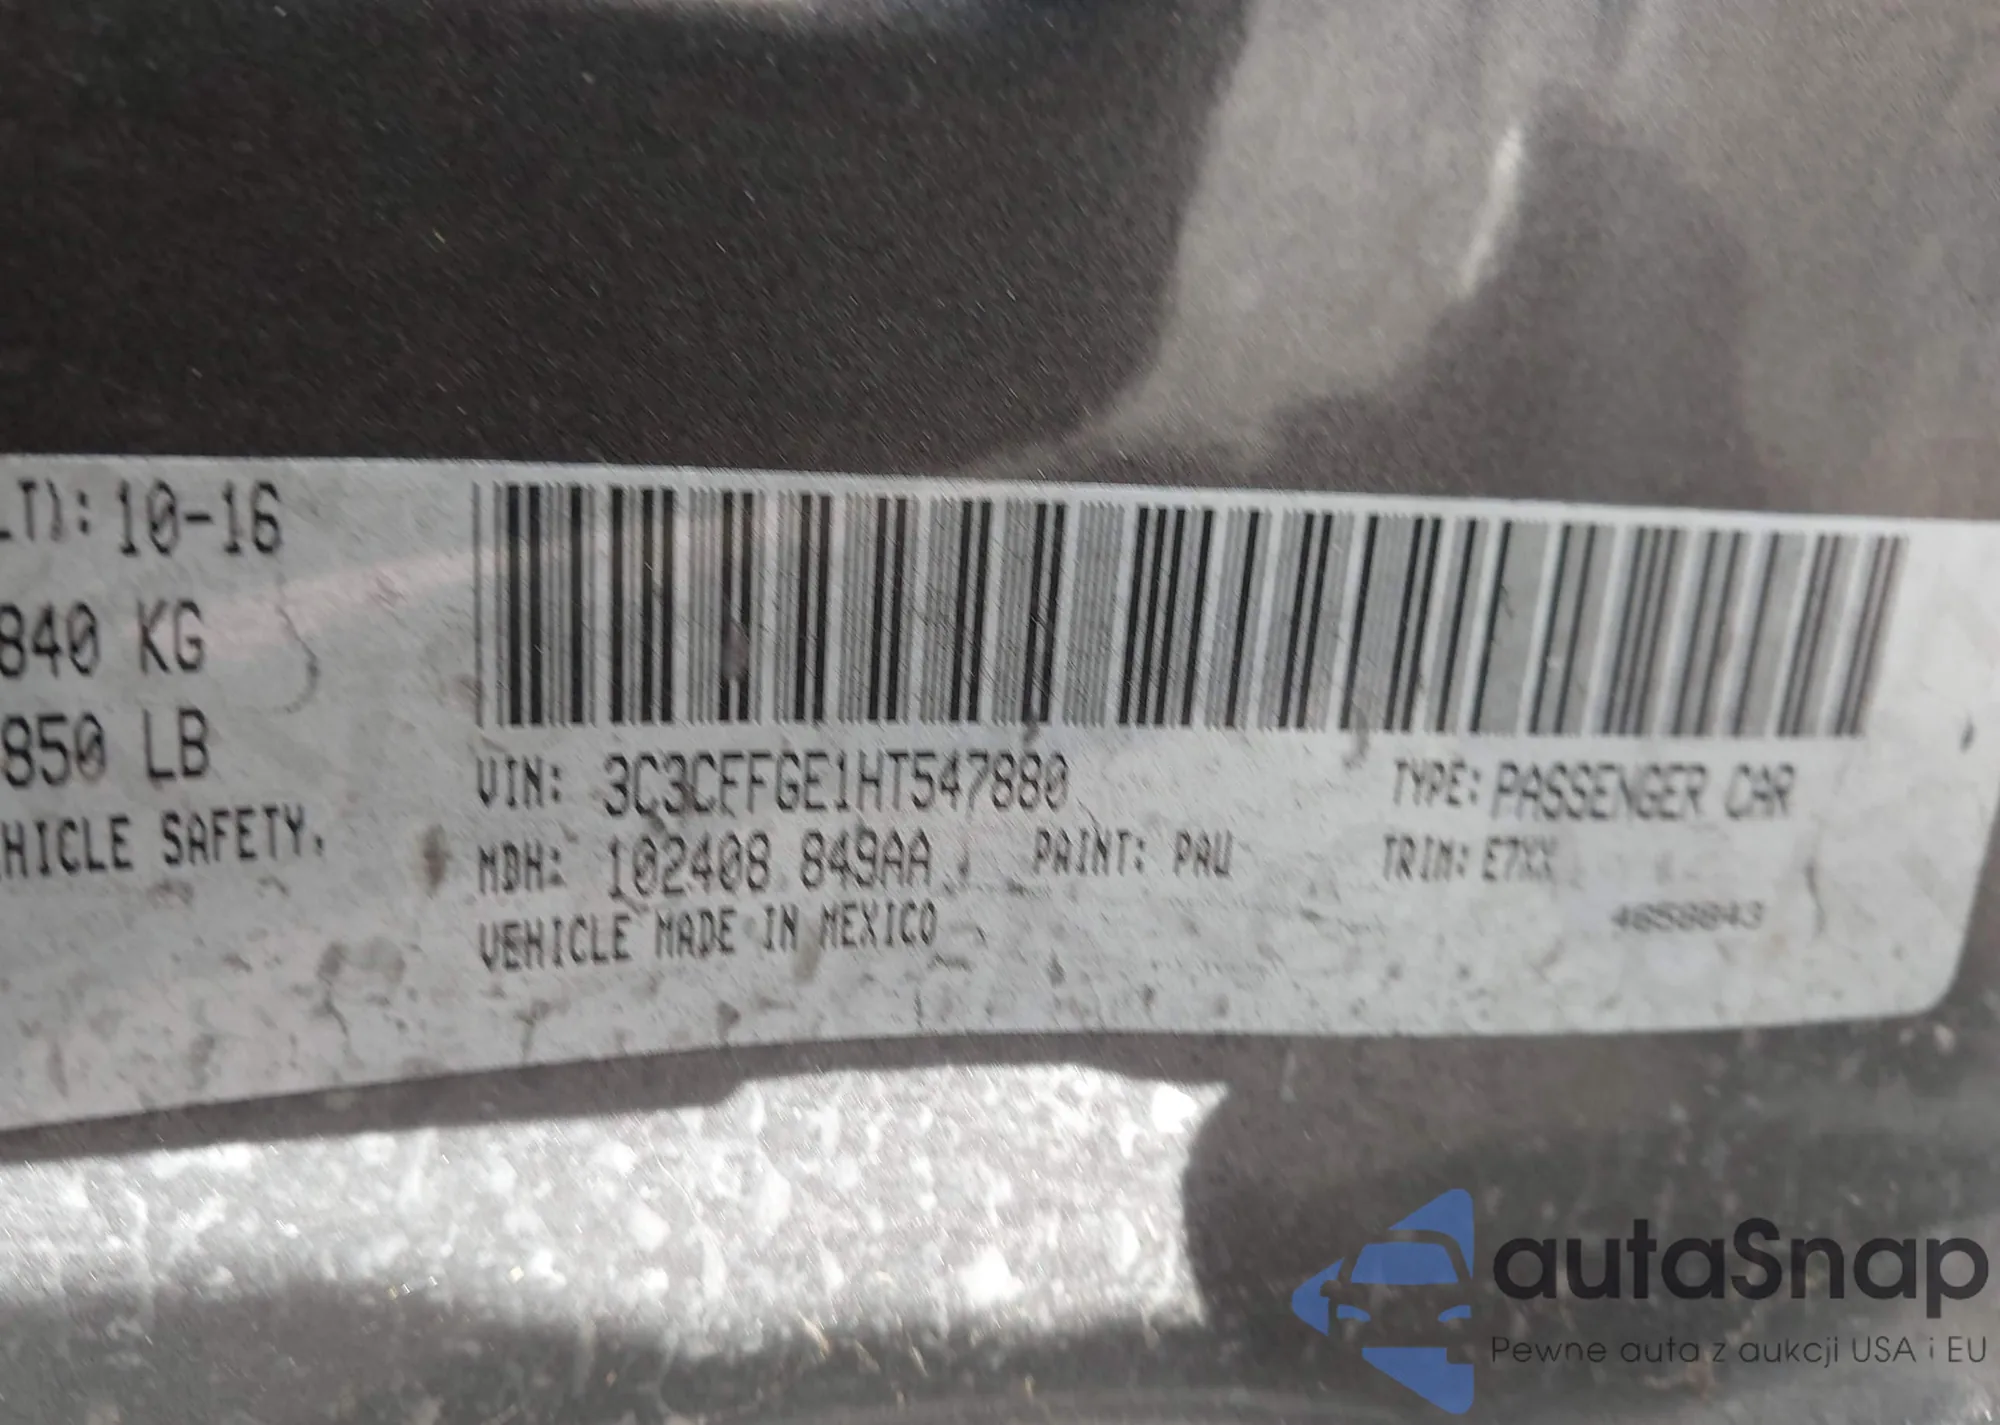 LT): 10-16
840 KG
850 LB
HICLE SAFETY.
VIN: 3C3CFFGE1HT547880
TYPE: PASSENGER CAR
MDH: 102408 849AA
PAINT: PAU
TRIM: E7XX
VEHICLE MADE IN MEXICO
4658843
autaSnap
Pewne auta z aukcji USA i EU